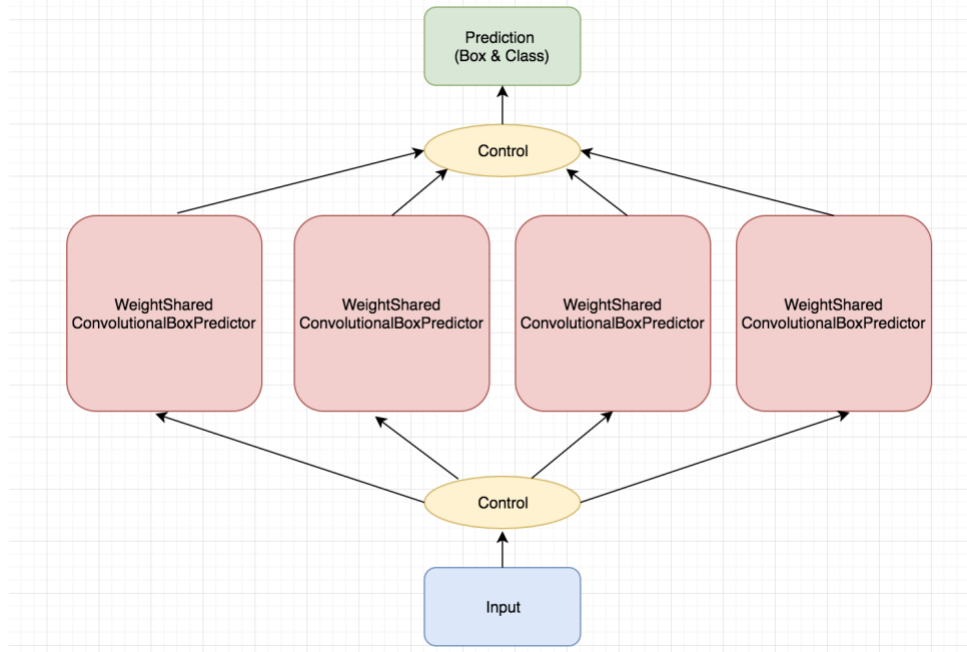 Prediction
(Box & Class)
Control
WeightShared
ConvolutionalBoxPredictor
WeightShared
ConvolutionalBoxPredictor
WeightShared
ConvolutionalBoxPredictor
WeightShared
ConvolutionalBoxPredictor
Control
Input